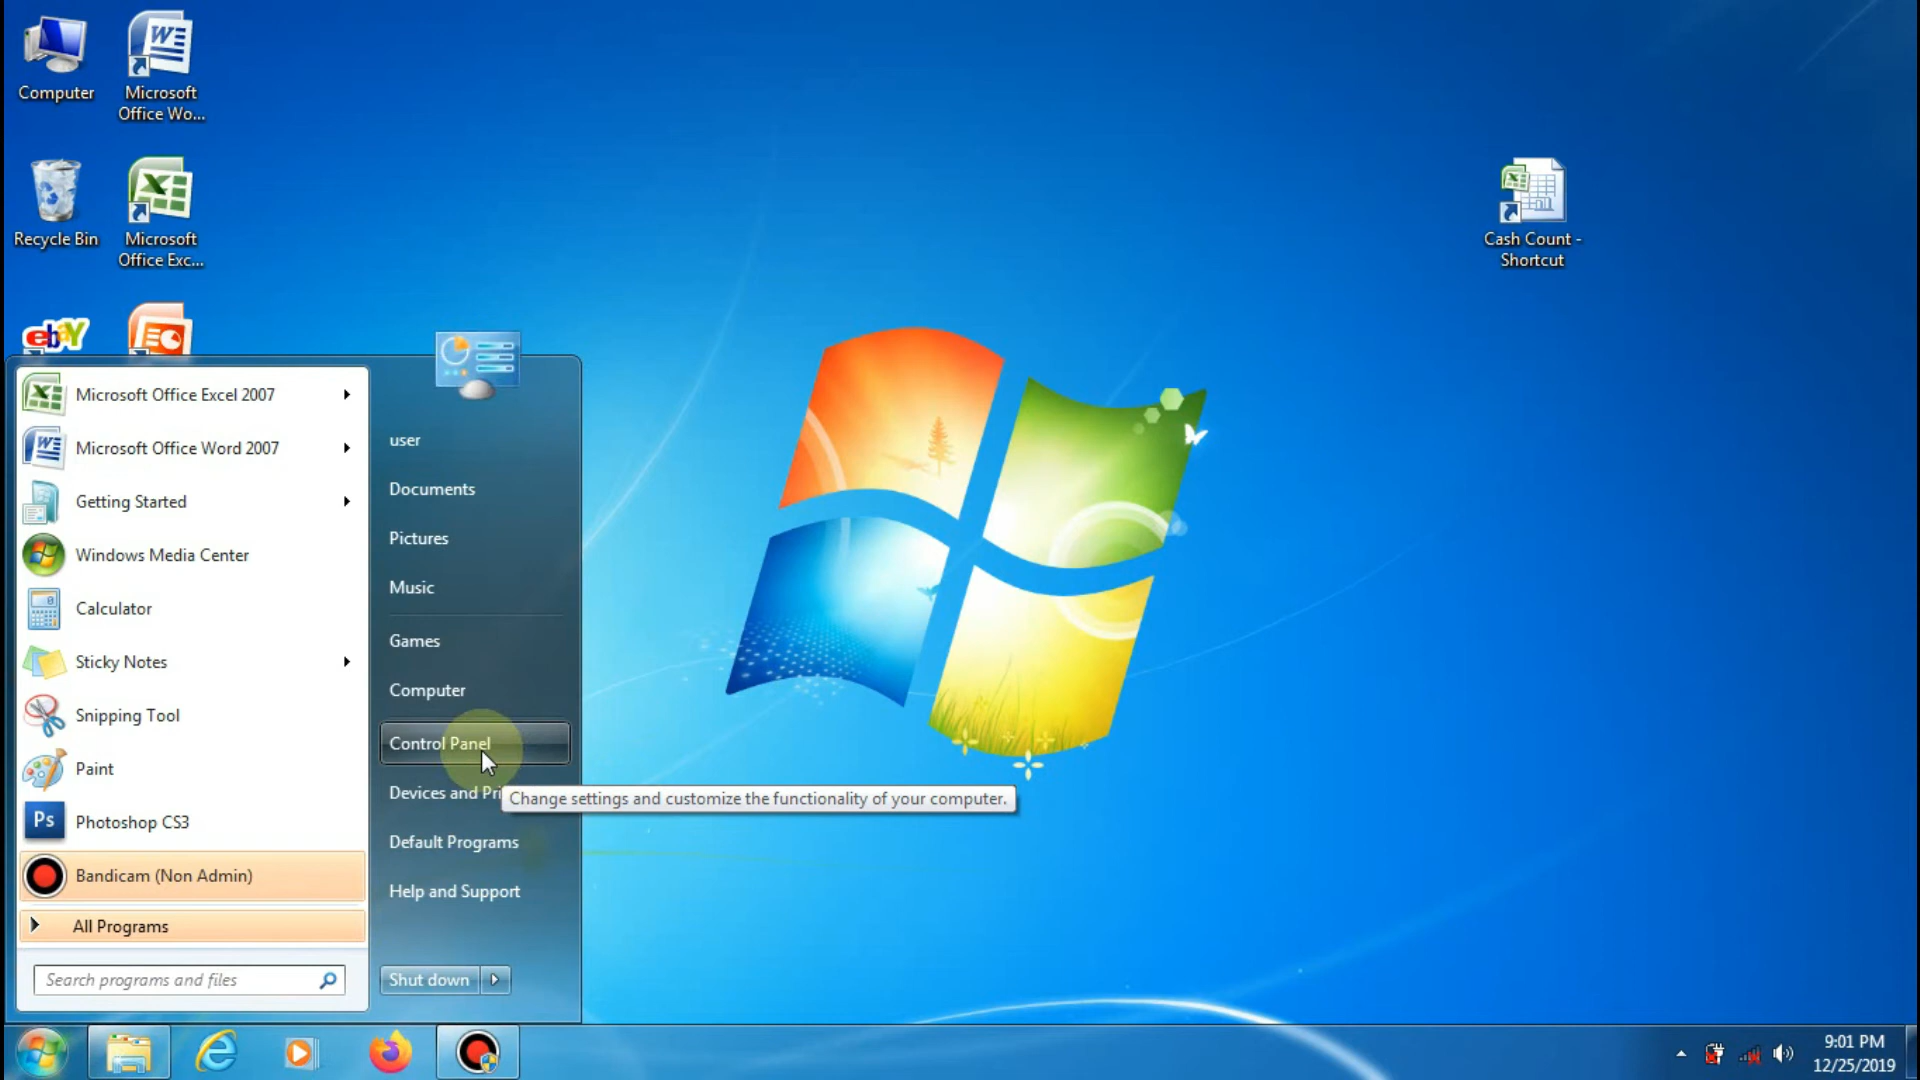 Computer
Microsoft
Office Wo...
Recycle Bin
Microsoft
Office Exc...
Cash Count -
Shortcut
ebay
Microsoft Office Excel 2007
Microsoft Office Word 2007
Getting Started
Windows Media Center
Calculator
Sticky Notes
Snipping Tool
Paint
Ps Photoshop CS3
Bandicam (Non Admin)
All Programs
Search programs and files
user
Documents
Pictures
Music
Games
Computer
Control Panel
Devices and Pri
Change settings and customize the functionality of your computer.
Default Programs
Help and Support
Shut down
9:01 PM
12/25/2019